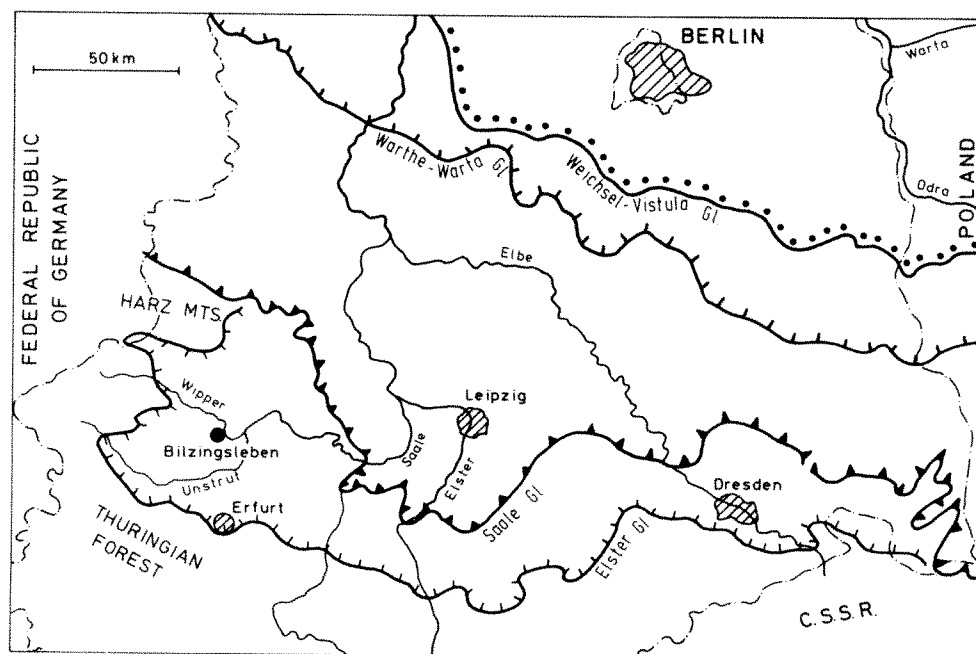 BERLIN
50 km
Warta
FEDERAL REPUBLIC
OF GERMANY
Warthe-Warta Gl.
Weichsel-Vistula Gl.
Odra
POLAND
Elbe
HARZ MTS.
Wipper
Leipzig
Bilzingsleben
Saale
Elster
Unstrut
Dresden
Erfurt
Saale Gl
THURINGIAN
FOREST
Elster Gl
C.S.S.R.